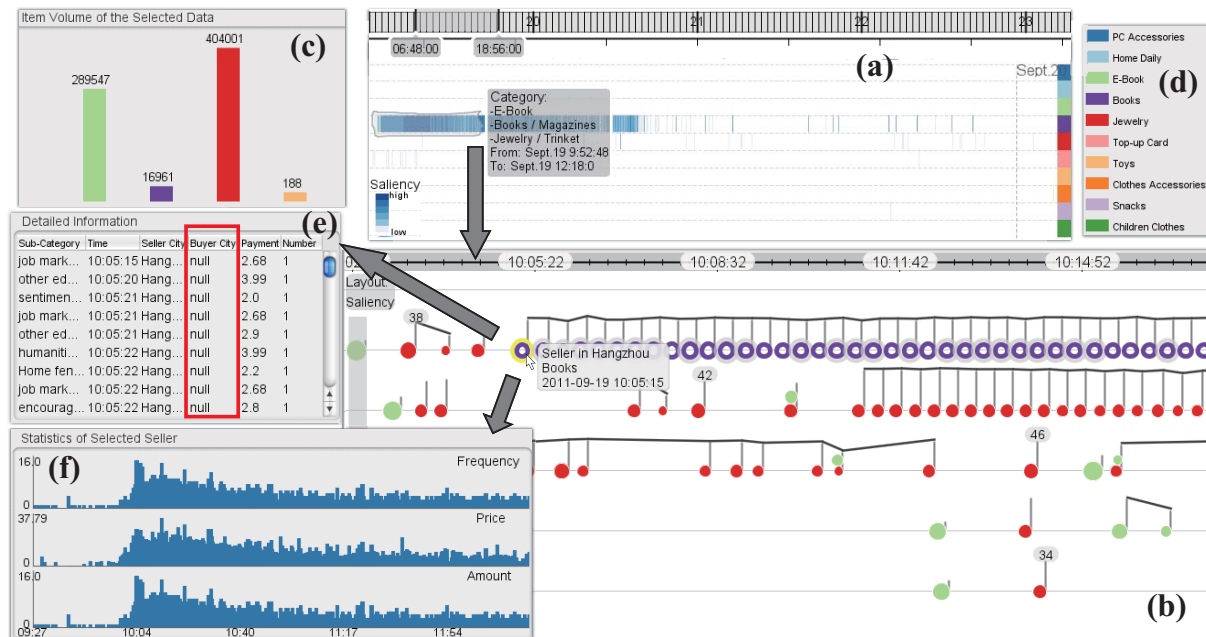 Item Volume of the Selected Data
(c)
404001
289547
16961
188
20
21
22
23
06:48:00
18:56:00
(a)
Sept.20
Category:
-E-Book
-Books / Magazines
-Jewelry / Trinket
From: Sept.19 9:52:48
To: Sept.19 12:18:0
Saliency
high
low
PC Accessories
Home Daily
(d)
E-Book
Books
Jewelry
Top-up Card
Toys
Clothes Accessories
Snacks
Children Clothes
Detailed Information
(e)
Sub-Category Time Seller City Buyer City Payment Number
job mark... 10:05:15 Hang... null 2.68 1
other ed... 10:05:20 Hang... null 3.99 1
sentimen... 10:05:21 Hang... null 2.0 1
job mark... 10:05:21 Hang... null 2.68 1
other ed... 10:05:21 Hang... null 2.9 1
humaniti... 10:05:22 Hang... null 3.99 1
Home fen... 10:05:22 Hang... null 2.2 1
job mark... 10:05:22 Hang... null 2.68 1
encourag... 10:05:22 Hang... null 2.8 1
10:05:22
10:08:32
10:11:42
10:14:52
Layout:
Saliency
38
Seller in Hangzhou
Books
2011-09-19 10:05:15
42
46
34
(b)
Statistics of Selected Seller
(f)
16.0
Frequency
0
37.79
Price
0
16.0
Amount
0
09:27 10:04 10:40 11:17 11:54